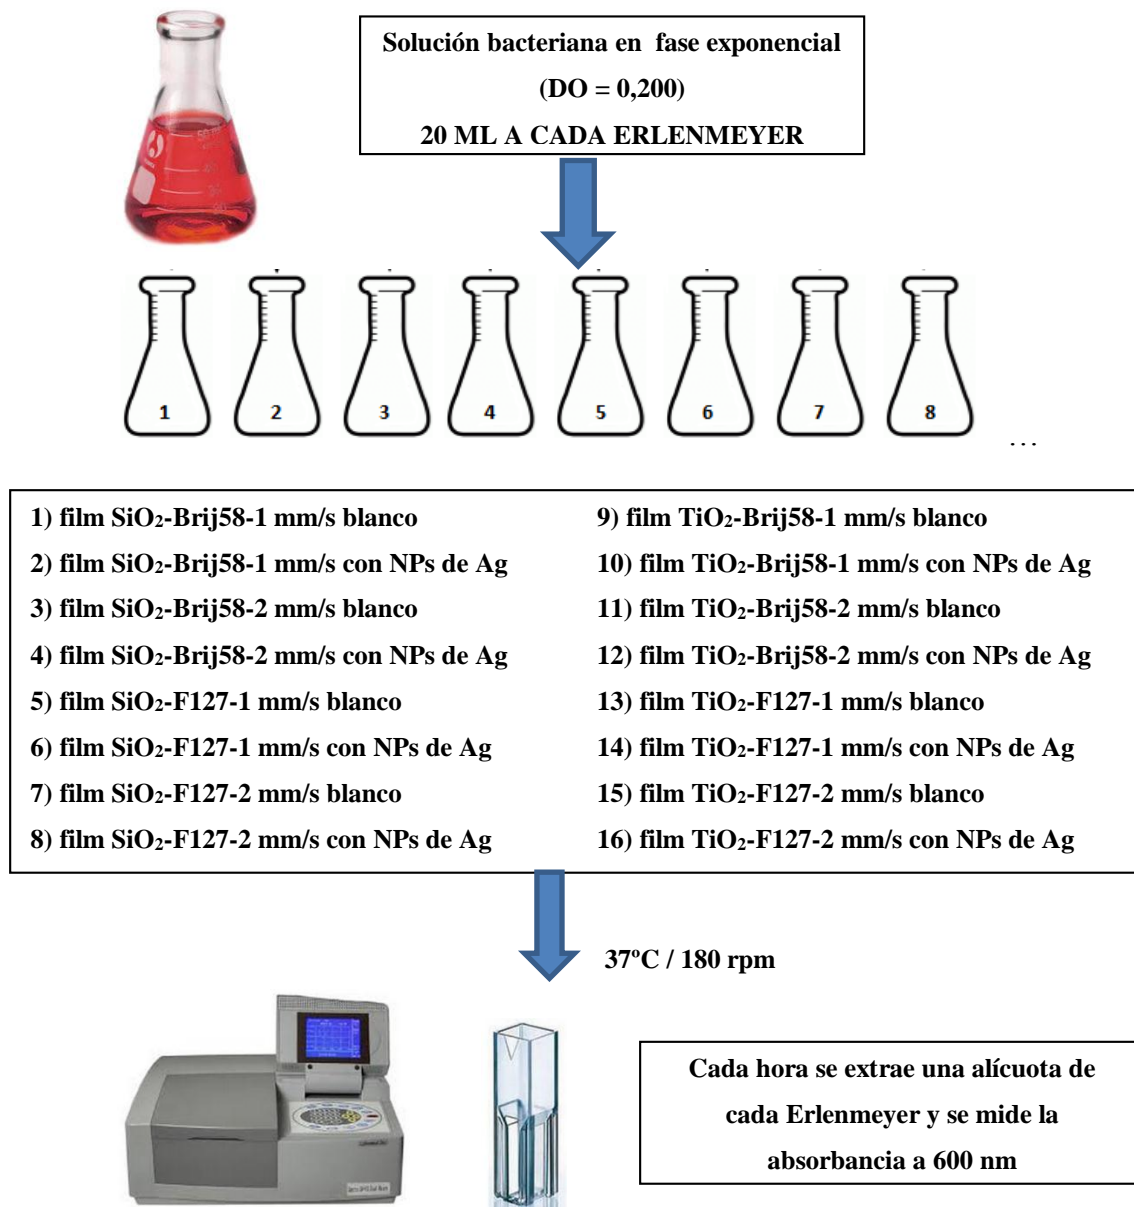 Solución bacteriana en fase exponencial
(DO = 0,200)
20 ML A CADA ERLENMEYER
1
2
3
4
5
6
7
8
...
1) film SiO₂-Brij58-1 mm/s blanco
2) film SiO₂-Brij58-1 mm/s con NPs de Ag
3) film SiO₂-Brij58-2 mm/s blanco
4) film SiO₂-Brij58-2 mm/s con NPs de Ag
5) film SiO₂-F127-1 mm/s blanco
6) film SiO₂-F127-1 mm/s con NPs de Ag
7) film SiO₂-F127-2 mm/s blanco
8) film SiO₂-F127-2 mm/s con NPs de Ag
9) film TiO₂-Brij58-1 mm/s blanco
10) film TiO₂-Brij58-1 mm/s con NPs de Ag
11) film TiO₂-Brij58-2 mm/s blanco
12) film TiO₂-Brij58-2 mm/s con NPs de Ag
13) film TiO₂-F127-1 mm/s blanco
14) film TiO₂-F127-1 mm/s con NPs de Ag
15) film TiO₂-F127-2 mm/s blanco
16) film TiO₂-F127-2 mm/s con NPs de Ag
37ºC / 180 rpm
Cada hora se extrae una alícuota de
cada Erlenmeyer y se mide la
absorbancia a 600 nm